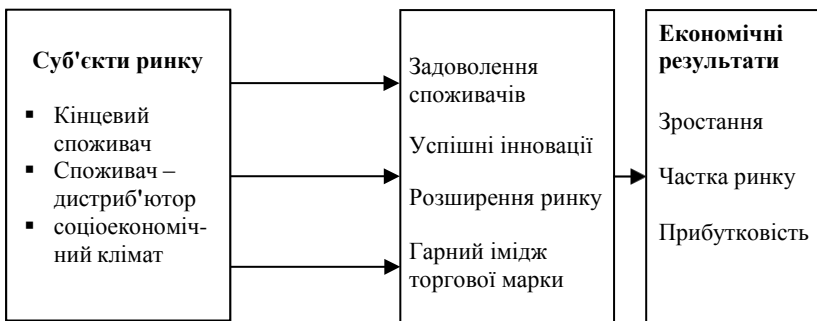 Суб'єкти ринку
▪ Кінцевий
споживач
▪ Споживач –
дистриб'ютор
▪ соціоекономіч-
ний клімат
Задоволення
споживачів
Успішні інновації
Розширення ринку
Гарний імідж
торгової марки
Економічні
результати
Зростання
Частка ринку
Прибутковість